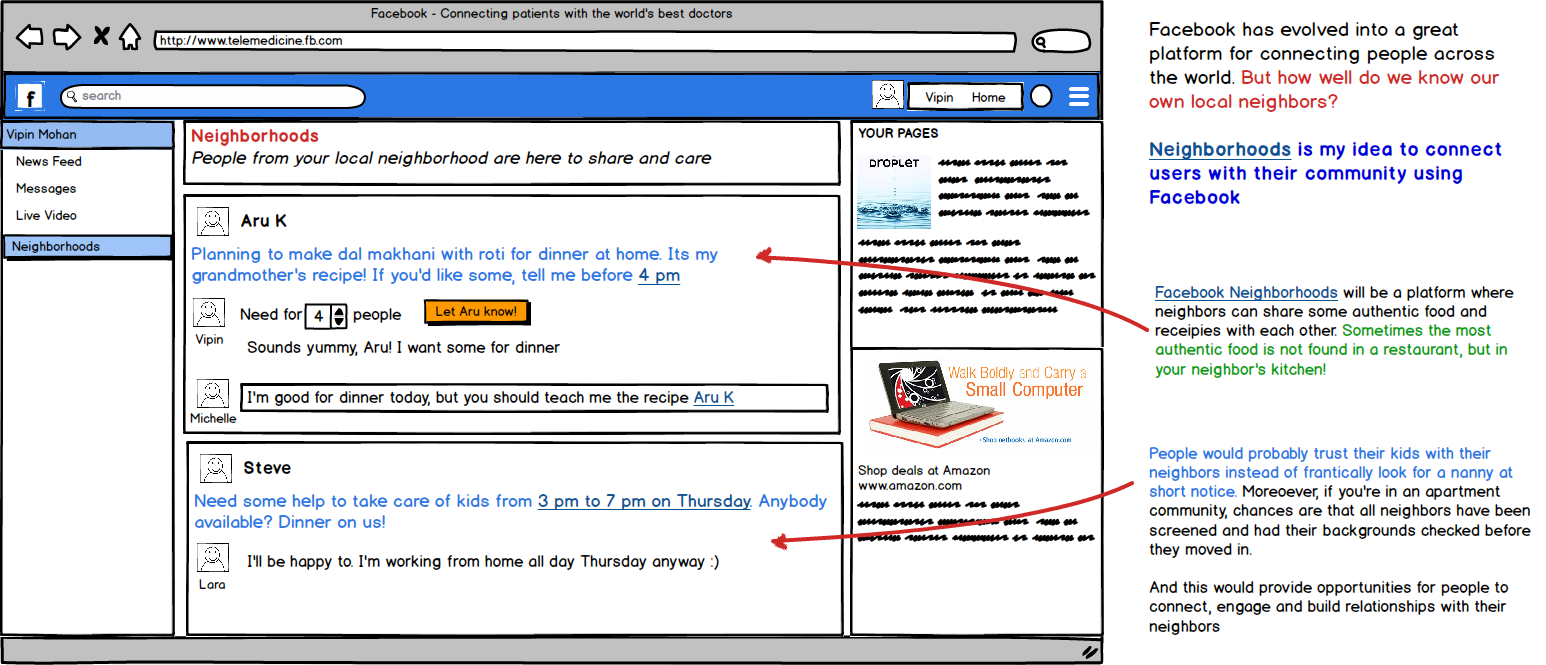 Facebook - Connecting patients with the world's best doctors
http://www.telemedicine.fb.com
f
search
Vipin Home
Vipin Mohan
News Feed
Messages
Live Video
Neighborhoods
Neighborhoods
People from your local neighborhood are here to share and care
Aru K
Planning to make dal makhani with roti for dinner at home. Its my
grandmother's recipe! If you'd like some, tell me before 4 pm
Need for 4 people
Let Aru know!
Vipin
Sounds yummy, Aru! I want some for dinner
I'm good for dinner today, but you should teach me the recipe Aru K
Michelle
Steve
Need some help to take care of kids from 3 pm to 7 pm on Thursday. Anybody
available? Dinner on us!
I'll be happy to. I'm working from home all day Thursday anyway :)
Lara
YOUR PAGES
DROPLET
Walk Boldly and Carry a
Small Computer
Shop netbooks at Amazon.com
Shop deals at Amazon
www.amazon.com
Facebook has evolved into a great
platform for connecting people across
the world. But how well do we know our
own local neighbors?
Neighborhoods is my idea to connect
users with their community using
Facebook
Facebook Neighborhoods will be a platform where
neighbors can share some authentic food and
receipies with each other. Sometimes the most
authentic food is not found in a restaurant, but in
your neighbor's kitchen!
People would probably trust their kids with their
neighbors instead of frantically look for a nanny at
short notice. Moreoever, if you're in an apartment
community, chances are that all neighbors have been
screened and had their backgrounds checked before
they moved in.
And this would provide opportunities for people to
connect, engage and build relationships with their
neighbors